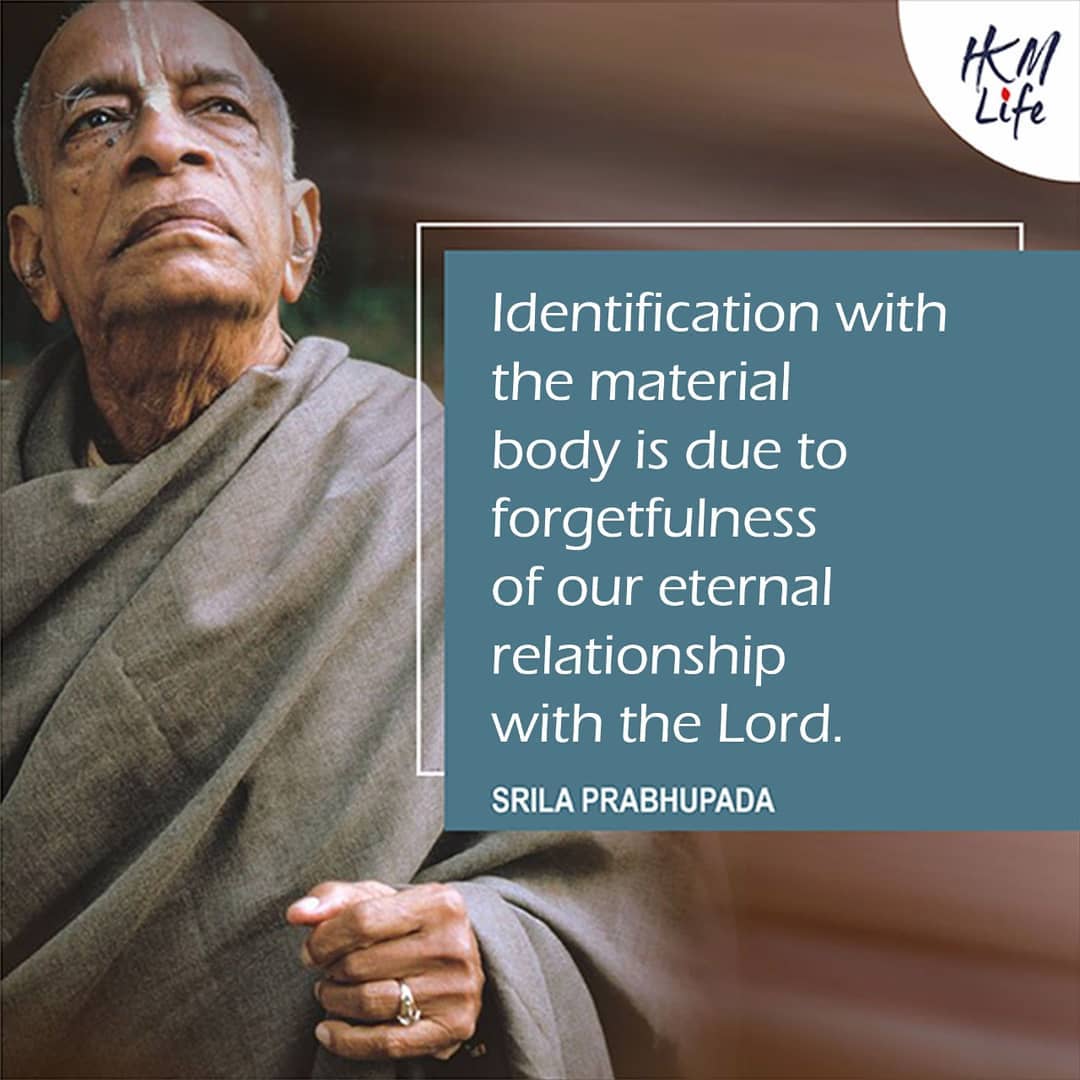 HKM
Life
Identification with
the material
body is due to
forgetfulness
of our eternal
relationship
with the Lord.
SRILA PRABHUPADA